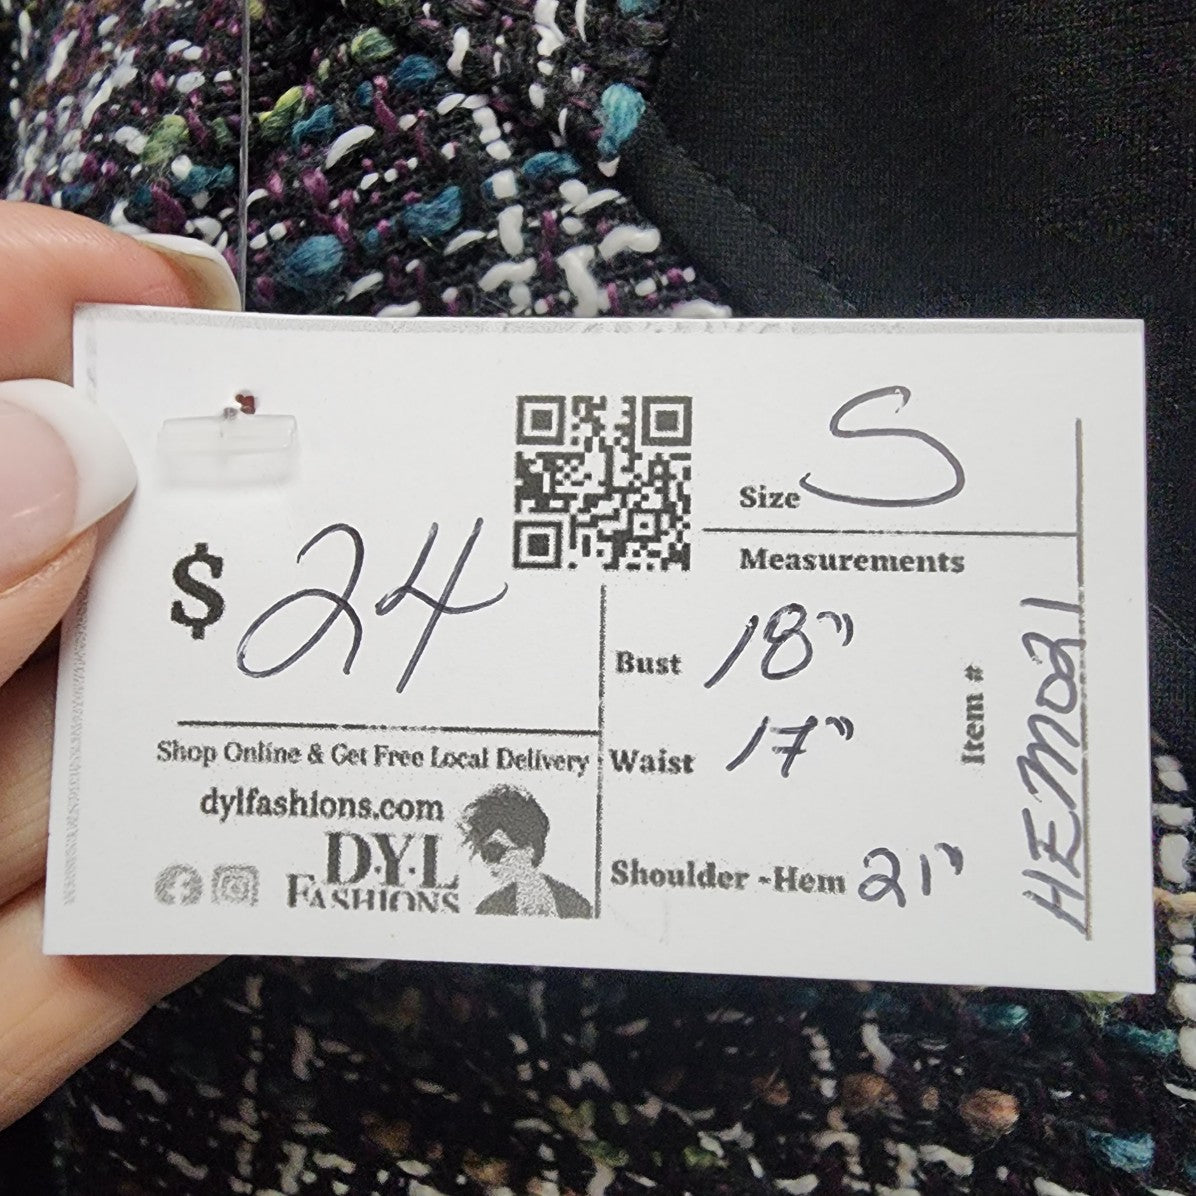 Size S
Measurements
$ 24
Bust 18"
Waist 17"
Shoulder -Hem 21"
Item # HEM021
Shop Online & Get Free Local Delivery
dylfashions.com
D·Y·L
FASHIONS